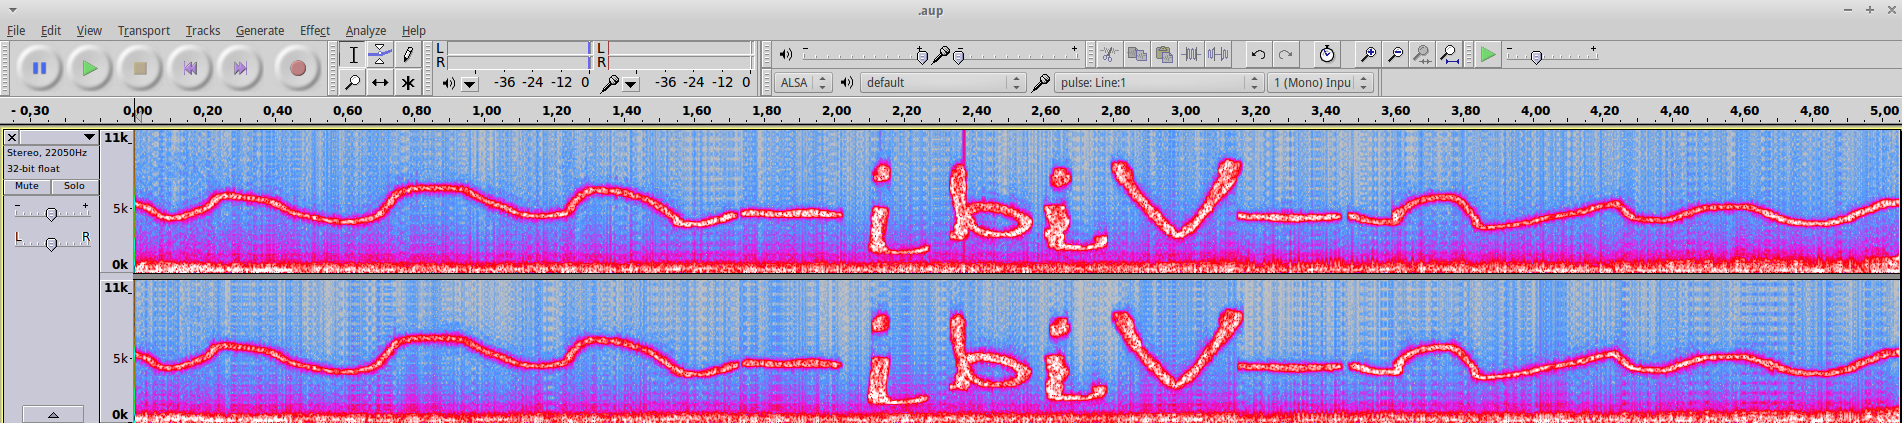 .aup
File Edit View Transport Tracks Generate Effect Analyze Help
L R -36 -24 -12 0 L R -36 -24 -12 0
- + - +
ALSA default pulse: Line:1 1 (Mono) Inpu
- 0,30 0,00 0,20 0,40 0,60 0,80 1,00 1,20 1,40 1,60 1,80 2,00 2,20 2,40 2,60 2,80 3,00 3,20 3,40 3,60 3,80 4,00 4,20 4,40 4,60 4,80 5,00
11k
Stereo, 22050Hz
32-bit float
Mute Solo
- +
5k
L R
0k
11k
5k
0k